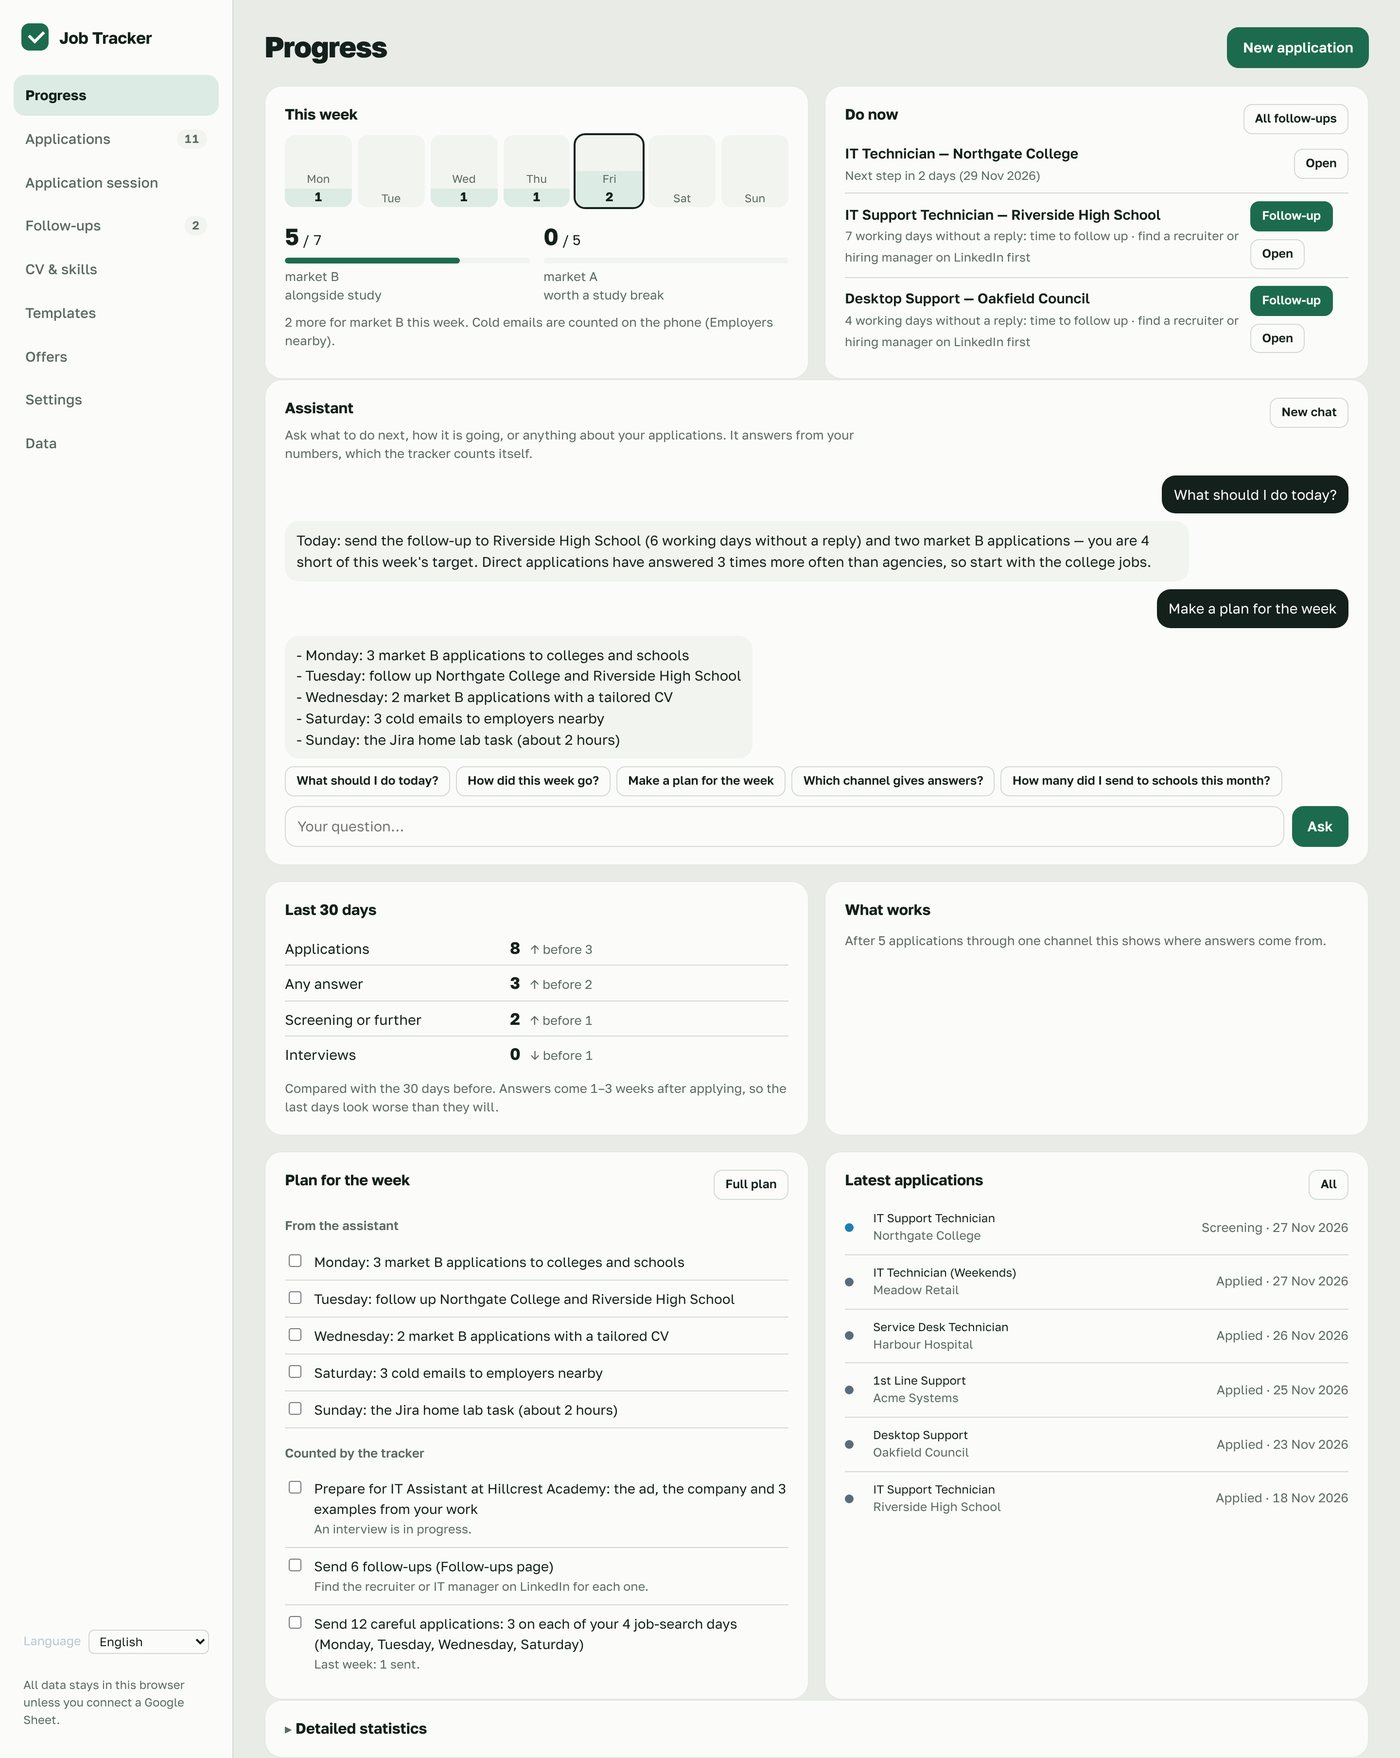 Job Tracker
Progress
Applications 11
Application session
Follow-ups 2
CV & skills
Templates
Offers
Settings
Data
Language English
All data stays in this browser
unless you connect a Google
Sheet.
Progress
New application
This week
Mon 1
Tue
Wed 1
Thu 1
Fri 2
Sat
Sun
5 / 7
market B
alongside study
0 / 5
market A
worth a study break
2 more for market B this week. Cold emails are counted on the phone (Employers
nearby).
Do now
All follow-ups
IT Technician — Northgate College
Next step in 2 days (29 Nov 2026)
Open
IT Support Technician — Riverside High School
7 working days without a reply: time to follow up · find a recruiter or
hiring manager on LinkedIn first
Follow-up
Open
Desktop Support — Oakfield Council
4 working days without a reply: time to follow up · find a recruiter or
hiring manager on LinkedIn first
Follow-up
Open
Assistant
New chat
Ask what to do next, how it is going, or anything about your applications. It answers from your
numbers, which the tracker counts itself.
What should I do today?
Today: send the follow-up to Riverside High School (6 working days without a reply) and two market B applications — you are 4
short of this week's target. Direct applications have answered 3 times more often than agencies, so start with the college jobs.
Make a plan for the week
- Monday: 3 market B applications to colleges and schools
- Tuesday: follow up Northgate College and Riverside High School
- Wednesday: 2 market B applications with a tailored CV
- Saturday: 3 cold emails to employers nearby
- Sunday: the Jira home lab task (about 2 hours)
What should I do today?
How did this week go?
Make a plan for the week
Which channel gives answers?
How many did I send to schools this month?
Your question...
Ask
Last 30 days
Applications 8 ↑ before 3
Any answer 3 ↑ before 2
Screening or further 2 ↑ before 1
Interviews 0 ↓ before 1
Compared with the 30 days before. Answers come 1–3 weeks after applying, so the
last days look worse than they will.
What works
After 5 applications through one channel this shows where answers come from.
Plan for the week
Full plan
From the assistant
Monday: 3 market B applications to colleges and schools
Tuesday: follow up Northgate College and Riverside High School
Wednesday: 2 market B applications with a tailored CV
Saturday: 3 cold emails to employers nearby
Sunday: the Jira home lab task (about 2 hours)
Counted by the tracker
Prepare for IT Assistant at Hillcrest Academy: the ad, the company and 3
examples from your work
An interview is in progress.
Send 6 follow-ups (Follow-ups page)
Find the recruiter or IT manager on LinkedIn for each one.
Send 12 careful applications: 3 on each of your 4 job-search days
(Monday, Tuesday, Wednesday, Saturday)
Last week: 1 sent.
Latest applications
All
IT Support Technician
Northgate College
Screening · 27 Nov 2026
IT Technician (Weekends)
Meadow Retail
Applied · 27 Nov 2026
Service Desk Technician
Harbour Hospital
Applied · 26 Nov 2026
1st Line Support
Acme Systems
Applied · 25 Nov 2026
Desktop Support
Oakfield Council
Applied · 23 Nov 2026
IT Support Technician
Riverside High School
Applied · 18 Nov 2026
▸ Detailed statistics